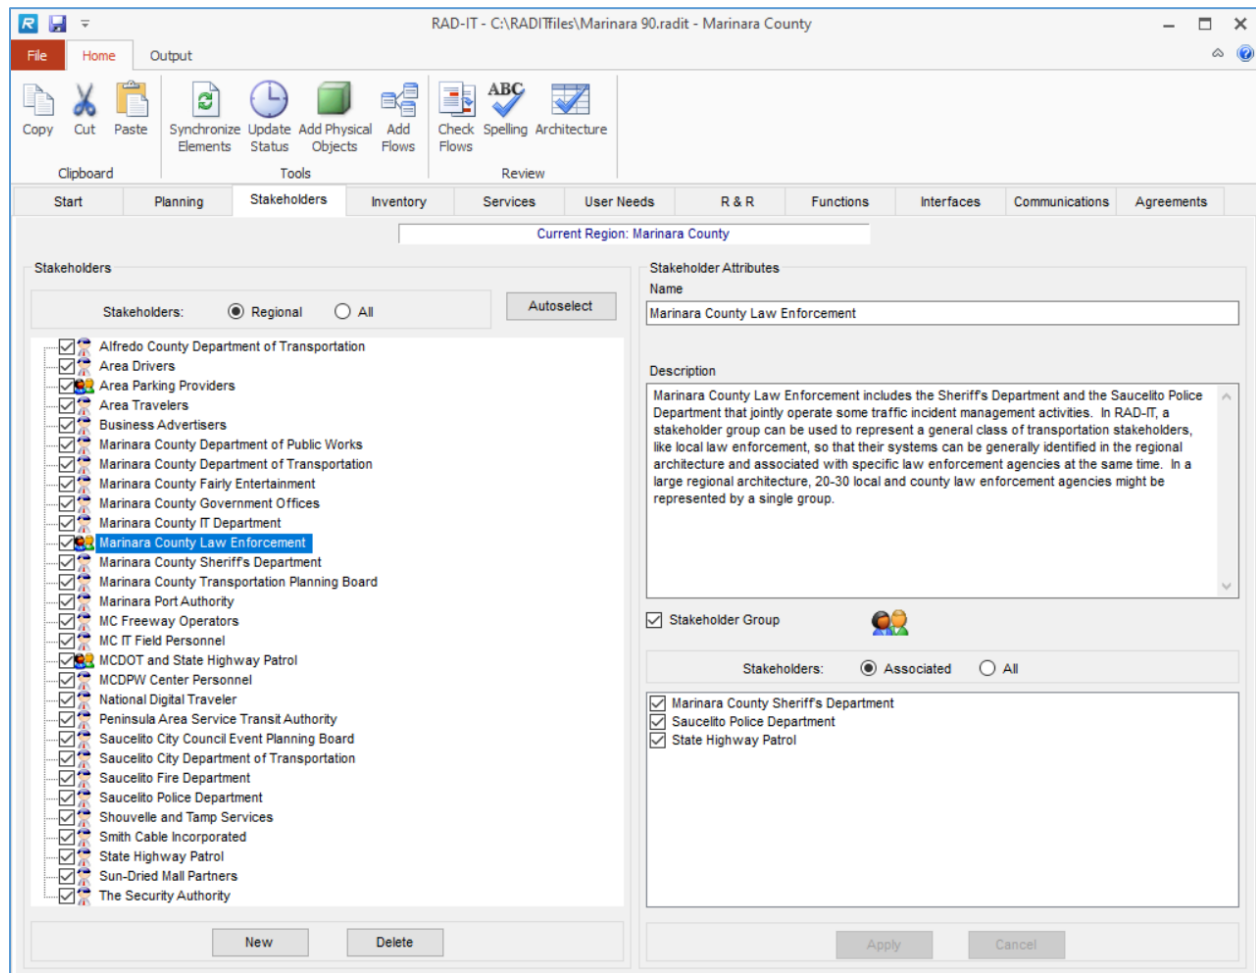 RAD-IT - C:\RADITfiles\Marinara 90.radit - Marinara County
File Home Output
Copy Cut Paste Synchronize Elements Update Status Add Physical Objects Add Flows Check Flows ABC Spelling Architecture
Clipboard Tools Review
Start Planning Stakeholders Inventory Services User Needs R & R Functions Interfaces Communications Agreements
Current Region: Marinara County
Stakeholders
Stakeholders: Regional All Autoselect
Alfredo County Department of Transportation
Area Drivers
Area Parking Providers
Area Travelers
Business Advertisers
Marinara County Department of Public Works
Marinara County Department of Transportation
Marinara County Fairly Entertainment
Marinara County Government Offices
Marinara County IT Department
Marinara County Law Enforcement
Marinara County Sheriff's Department
Marinara County Transportation Planning Board
Marinara Port Authority
MC Freeway Operators
MC IT Field Personnel
MCDOT and State Highway Patrol
MCDPW Center Personnel
National Digital Traveler
Peninsula Area Service Transit Authority
Saucelito City Council Event Planning Board
Saucelito City Department of Transportation
Saucelito Fire Department
Saucelito Police Department
Shouvelle and Tamp Services
Smith Cable Incorporated
State Highway Patrol
Sun-Dried Mall Partners
The Security Authority
New Delete
Stakeholder Attributes
Name
Marinara County Law Enforcement
Description
Marinara County Law Enforcement includes the Sheriff's Department and the Saucelito Police
Department that jointly operate some traffic incident management activities. In RAD-IT, a
stakeholder group can be used to represent a general class of transportation stakeholders,
like local law enforcement, so that their systems can be generally identified in the regional
architecture and associated with specific law enforcement agencies at the same time. In a
large regional architecture, 20-30 local and county law enforcement agencies might be
represented by a single group.
Stakeholder Group
Stakeholders: Associated All
Marinara County Sheriff's Department
Saucelito Police Department
State Highway Patrol
Apply Cancel